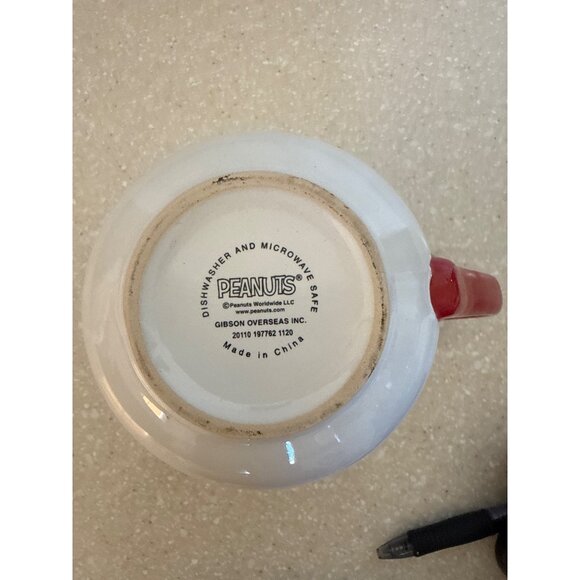 DISHWASHER AND MICROWAVE SAFE
PEANUTS®
©Peanuts Worldwide LLC
www.peanuts.com
GIBSON OVERSEAS INC.
20110 197762 1120
Made in China